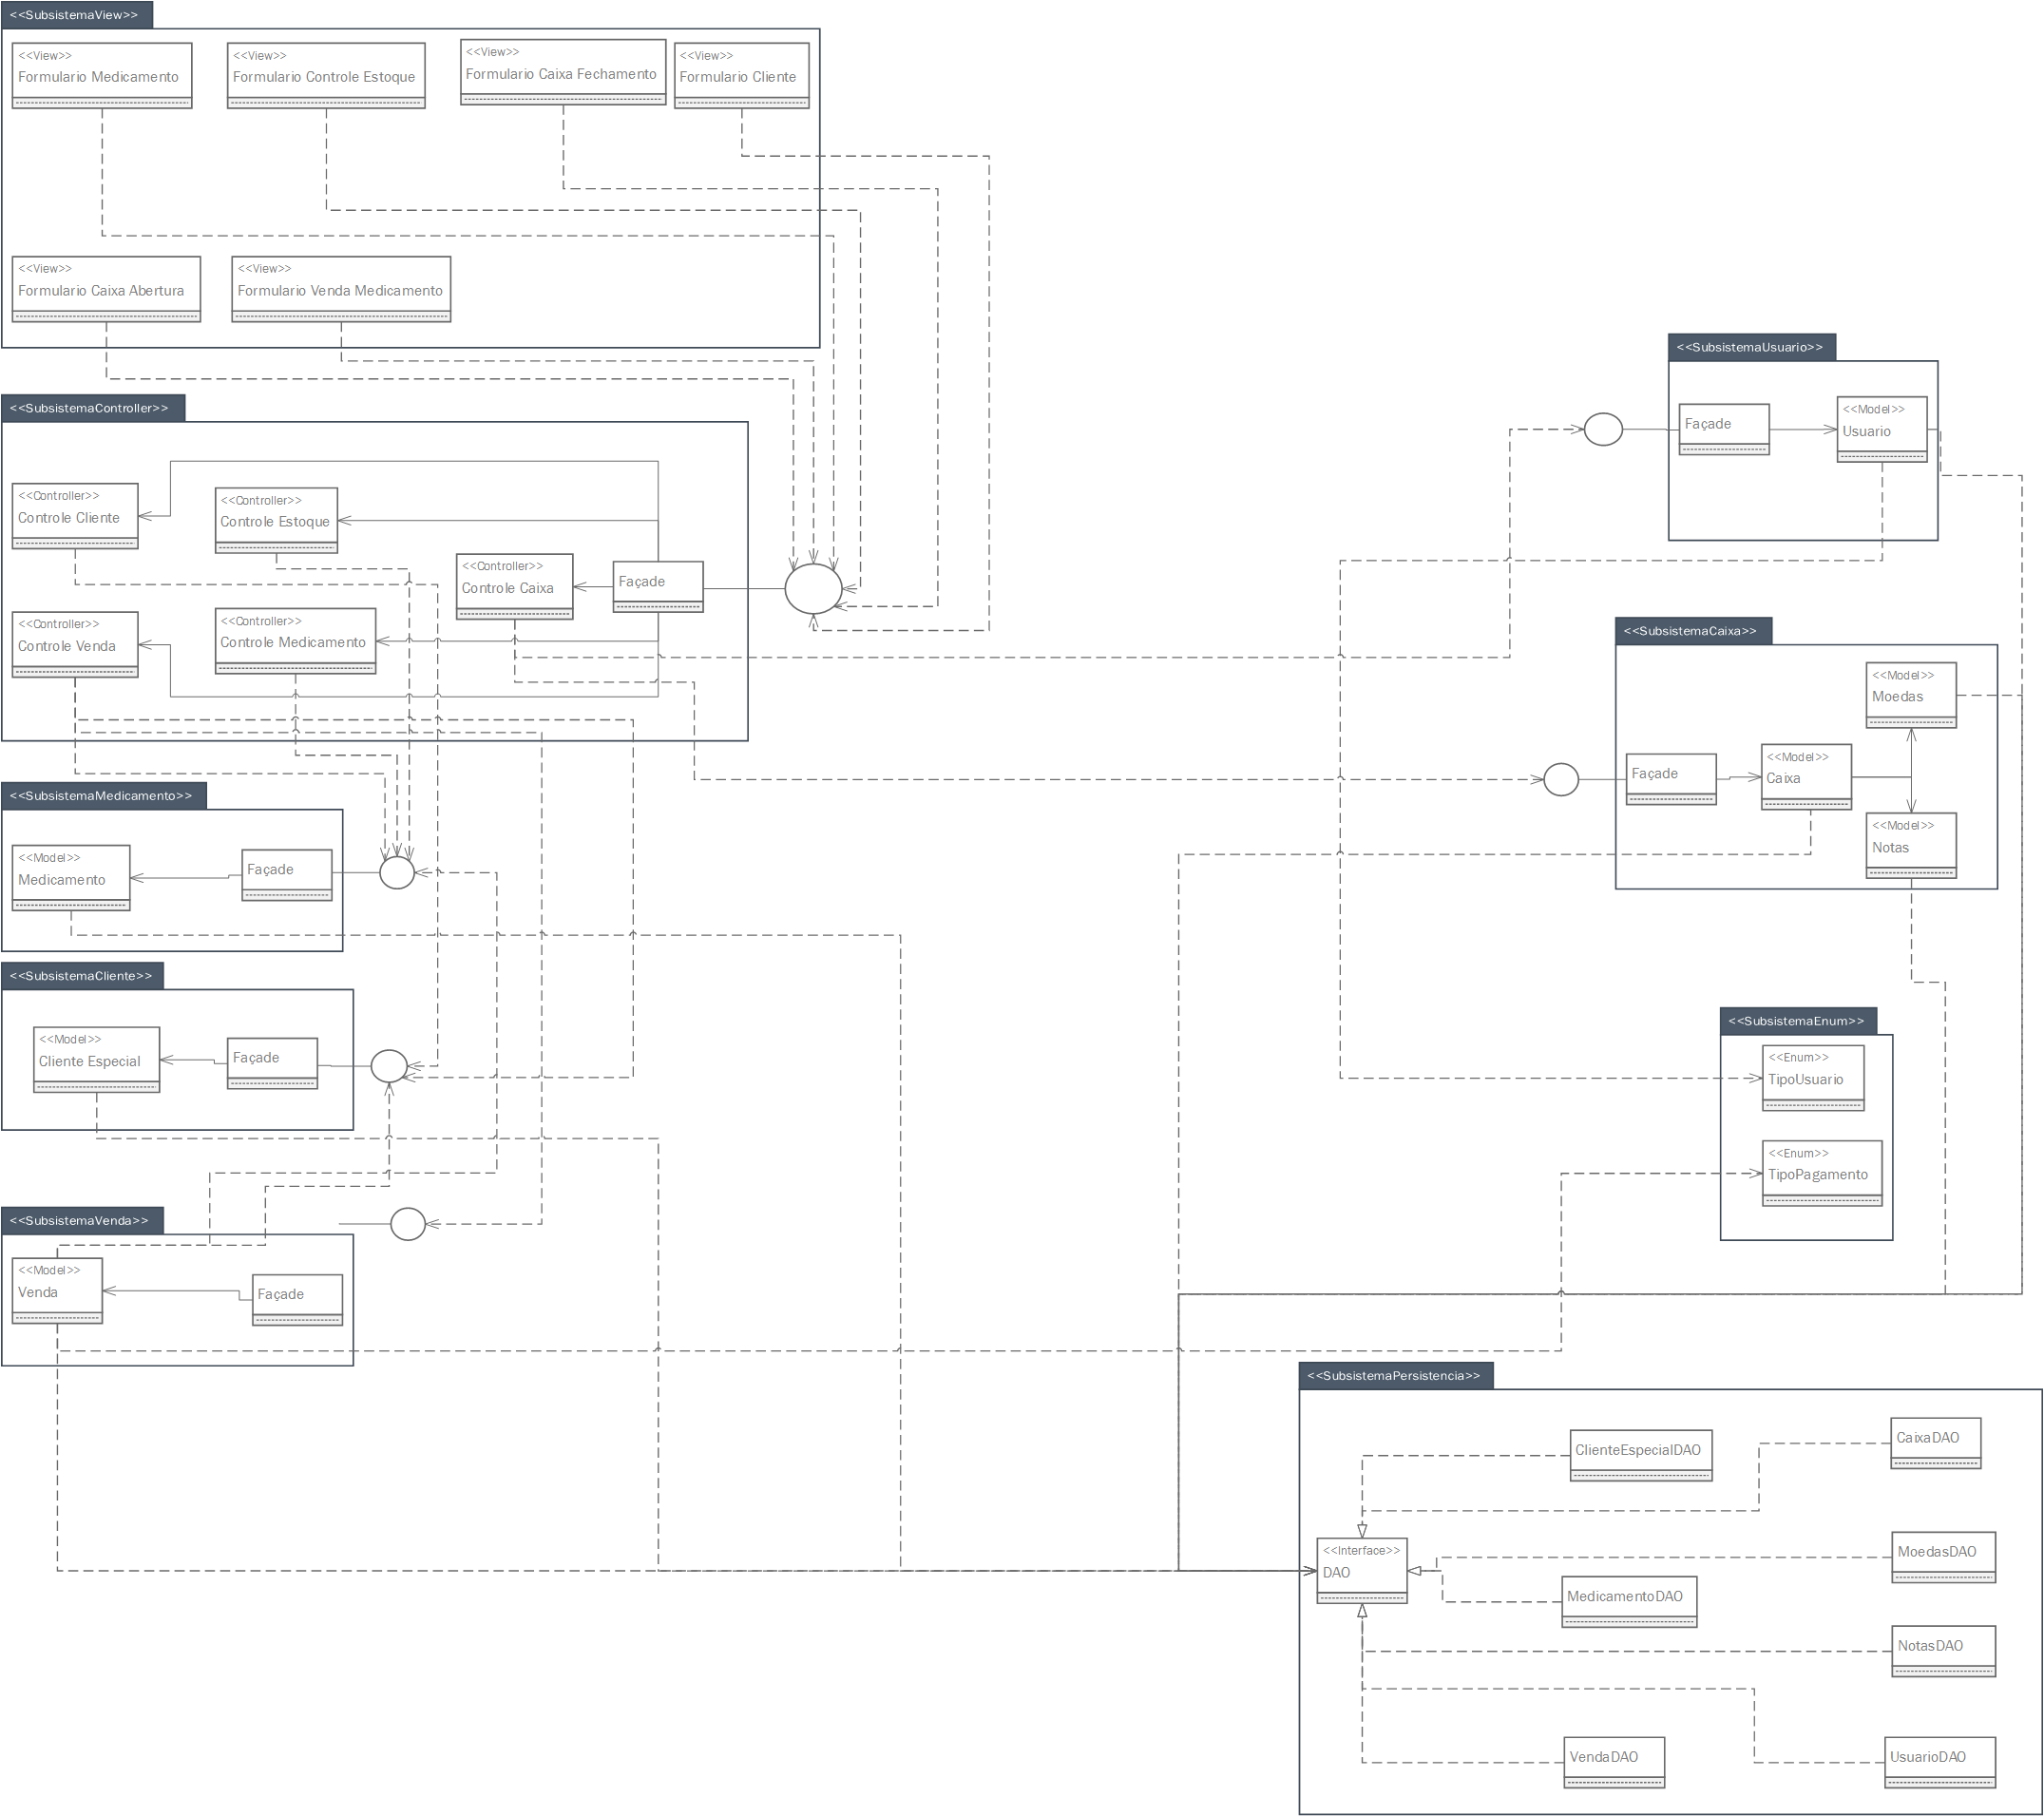 <<SubsistemaView>>
<<View>>
Formulario Medicamento
<<View>>
Formulario Controle Estoque
<<View>>
Formulario Caixa Fechamento
<<View>>
Formulario Cliente
<<View>>
Formulario Caixa Abertura
<<View>>
Formulario Venda Medicamento
<<SubsistemaController>>
<<Controller>>
Controle Cliente
<<Controller>>
Controle Estoque
<<Controller>>
Controle Caixa
Façade
<<Controller>>
Controle Venda
<<Controller>>
Controle Medicamento
<<SubsistemaMedicamento>>
<<Model>>
Medicamento
Façade
<<SubsistemaCliente>>
<<Model>>
Cliente Especial
Façade
<<SubsistemaVenda>>
<<Model>>
Venda
Façade
<<SubsistemaUsuario>>
Façade
<<Model>>
Usuario
<<SubsistemaCaixa>>
<<Model>>
Moedas
Façade
<<Model>>
Caixa
<<Model>>
Notas
<<SubsistemaEnum>>
<<Enum>>
TipoUsuario
<<Enum>>
TipoPagamento
<<SubsistemaPersistencia>>
ClienteEspecialDAO
CaixaDAO
<<Interface>>
DAO
MoedasDAO
MedicamentoDAO
NotasDAO
VendaDAO
UsuarioDAO